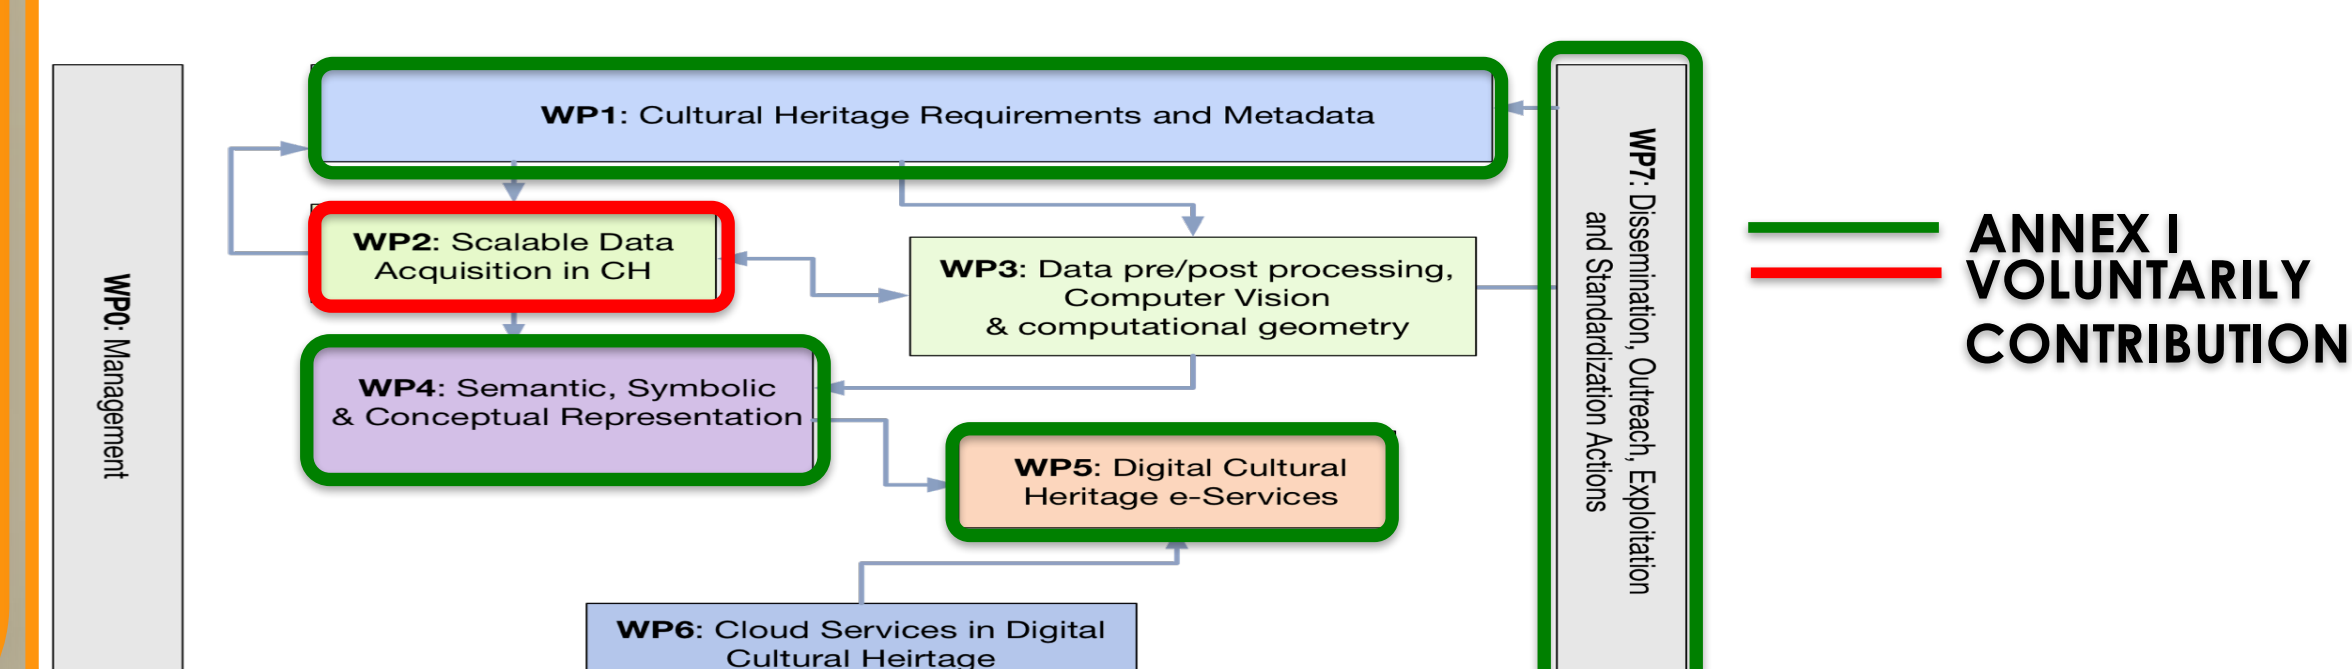 WP0: Management
WP1: Cultural Heritage Requirements and Metadata
WP2: Scalable Data
Acquisition in CH
WP3: Data pre/post processing,
Computer Vision
& computational geometry
WP4: Semantic, Symbolic
& Conceptual Representation
WP5: Digital Cultural
Heritage e-Services
WP6: Cloud Services in Digital
Cultural Heirtage
WP7: Dissemination, Outreach, Exploitation
and Standardization Actions
ANNEX I
VOLUNTARILY
CONTRIBUTION